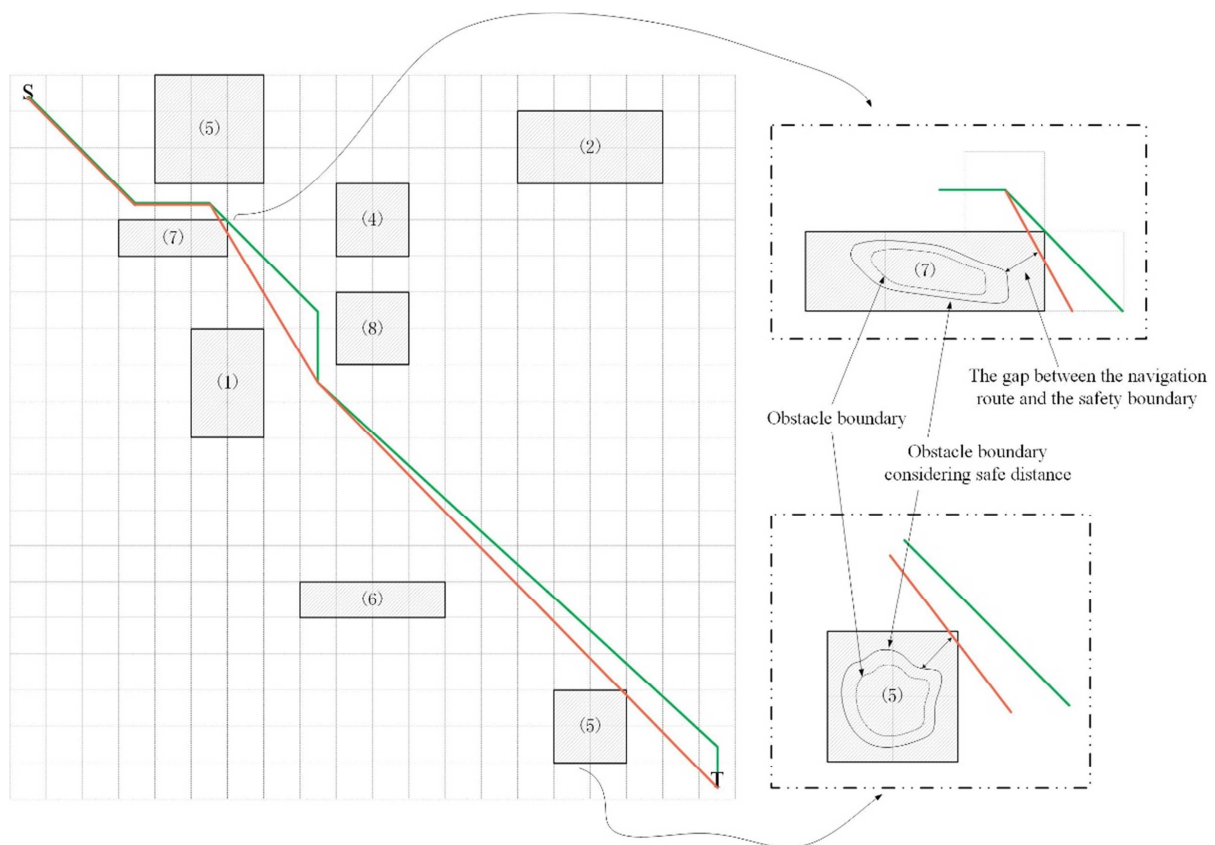 S
(5)
(2)
(4)
(7)
(8)
(1)
(6)
(5)
T
(7)
The gap between the navigation
route and the safety boundary
Obstacle boundary
Obstacle boundary
considering safe distance
(5)